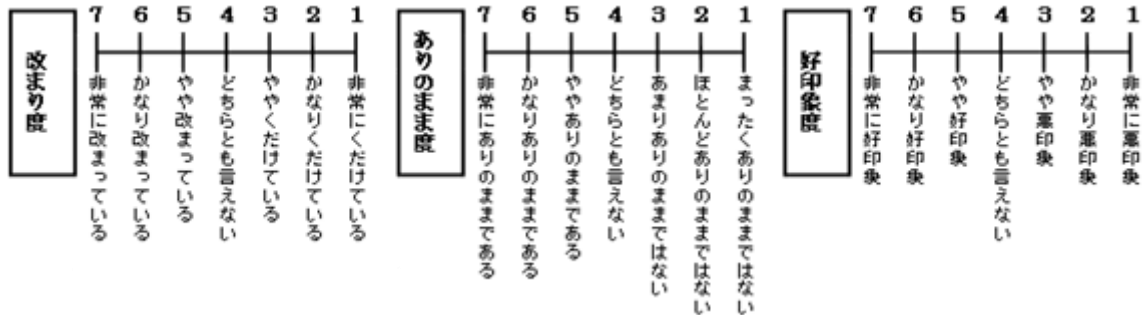 改まり度
7 6 5 4 3 2 1
非常に改まっている
かなり改まっている
やや改まっている
どちらとも言えない
ややくだけている
かなりくだけている
非常にくだけている
ありのまま度
7 6 5 4 3 2 1
非常にありのままである
かなりありのままである
ややありのままである
どちらとも言えない
あまりありのままではない
ほとんどありのままではない
まったくありのままではない
好印象度
7 6 5 4 3 2 1
非常に好印象
かなり好印象
やや好印象
どちらとも言えない
やや悪印象
かなり悪印象
非常に悪印象